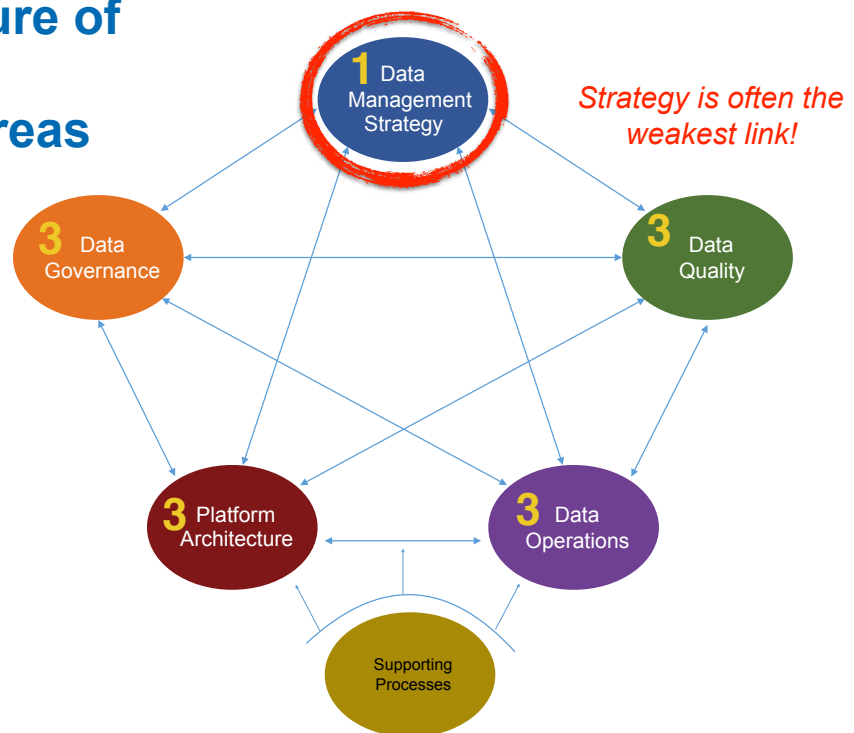 ure of
reas
1 Data
Management
Strategy
Strategy is often the
weakest link!
3 Data
Governance
3 Data
Quality
3 Platform
Architecture
3 Data
Operations
Supporting
Processes